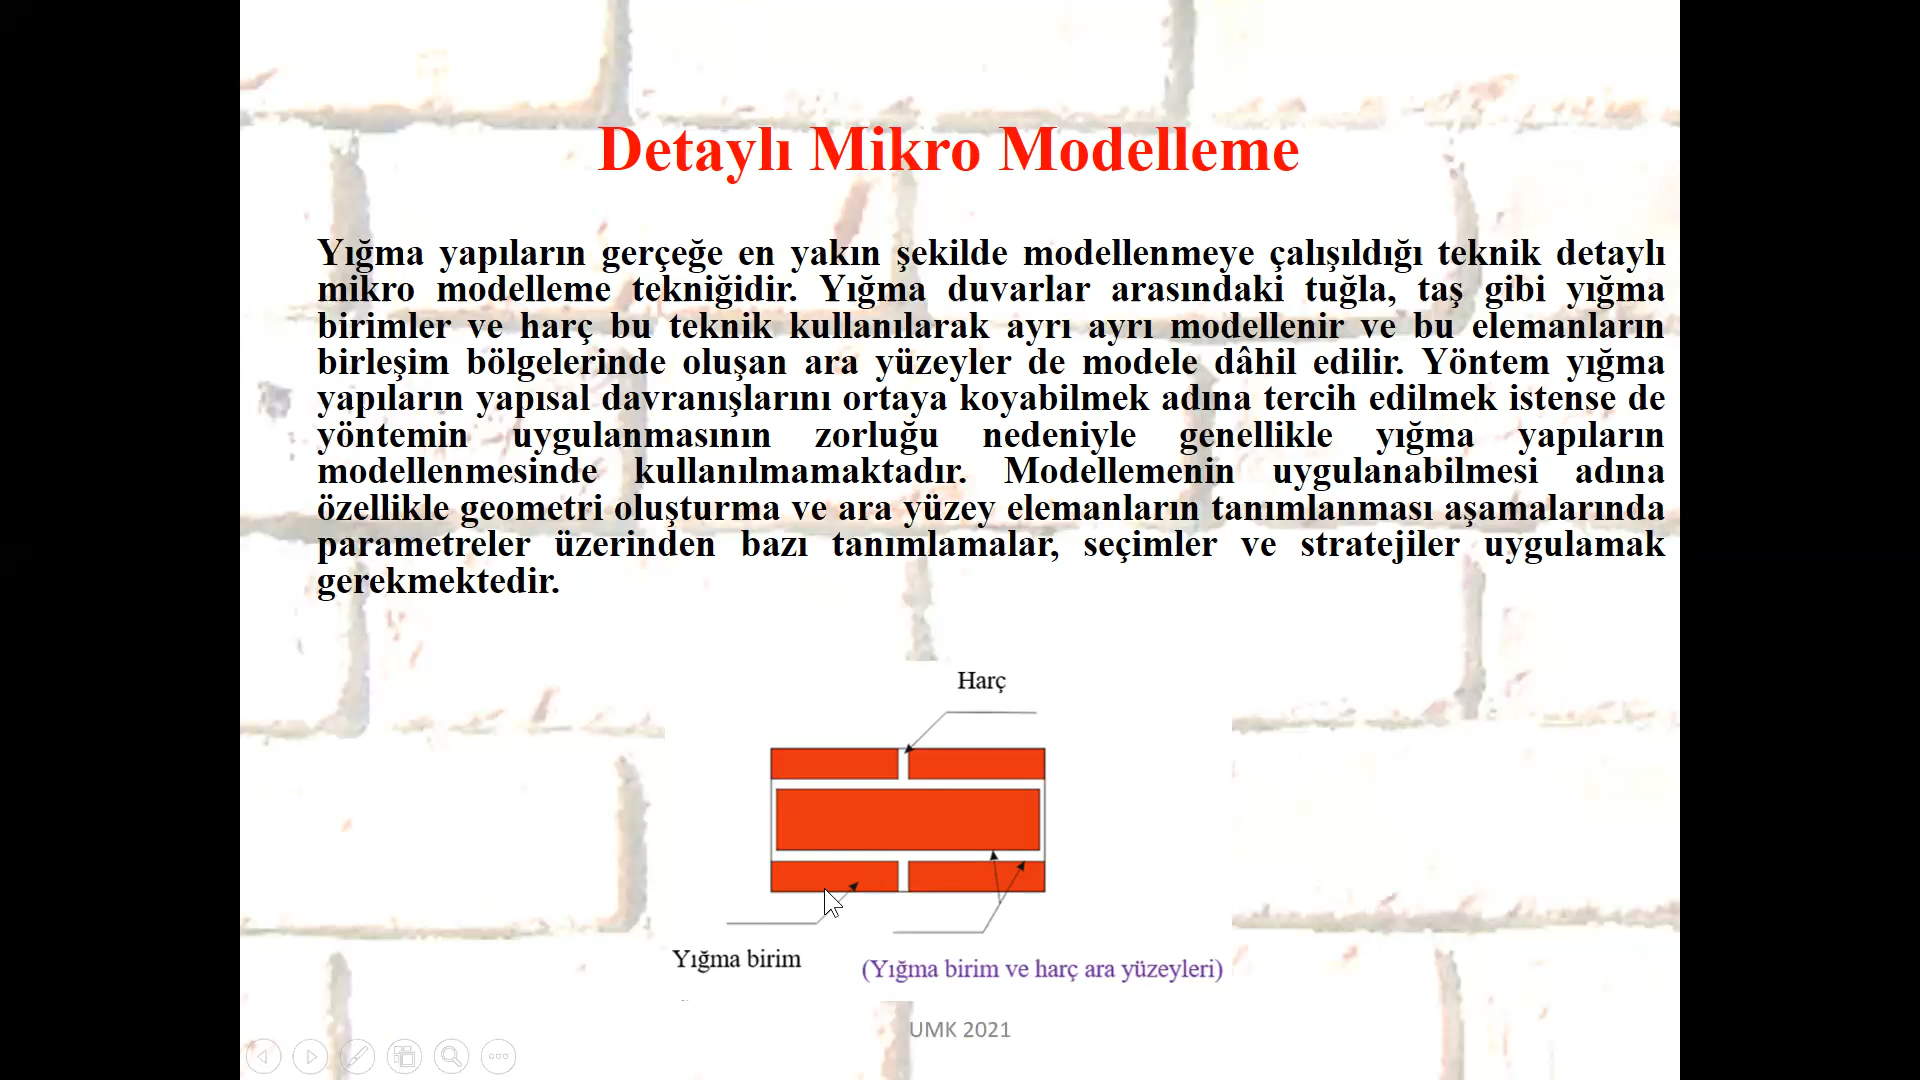 Detaylı Mikro Modelleme
Yığma yapıların gerçeğe en yakın şekilde modellenmeye çalışıldığı teknik detaylı
mikro modelleme tekniğidir. Yığma duvarlar arasındaki tuğla, taş gibi yığma
birimler ve harç bu teknik kullanılarak ayrı ayrı modellenir ve bu elemanların
birleşim bölgelerinde oluşan ara yüzeyler de modele dâhil edilir. Yöntem yığma
yapıların yapısal davranışlarını ortaya koyabilmek adına tercih edilmek istense de
yöntemin uygulanmasının zorluğu nedeniyle genellikle yığma yapıların
modellenmesinde kullanılmamaktadır. Modellemenin uygulanabilmesi adına
özellikle geometri oluşturma ve ara yüzey elemanların tanımlanması aşamalarında
parametreler üzerinden bazı tanımlamalar, seçimler ve stratejiler uygulamak
gerekmektedir.
Harç
Yığma birim
(Yığma birim ve harç ara yüzeyleri)
UMK 2021